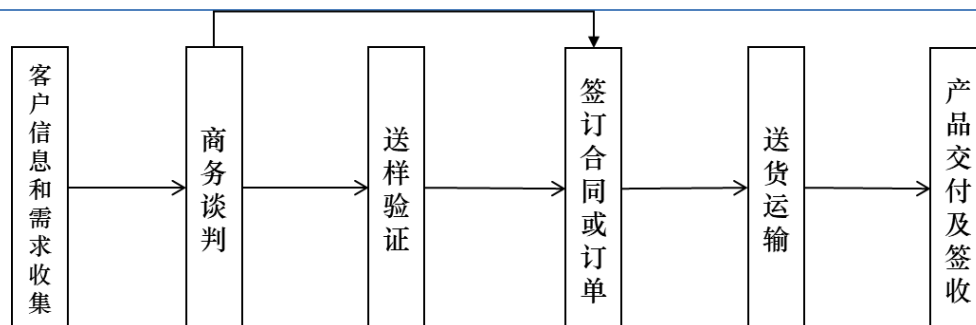 客户信息和需求收集
商务谈判
送样验证
签订合同或订单
送货运输
产品交付及签收